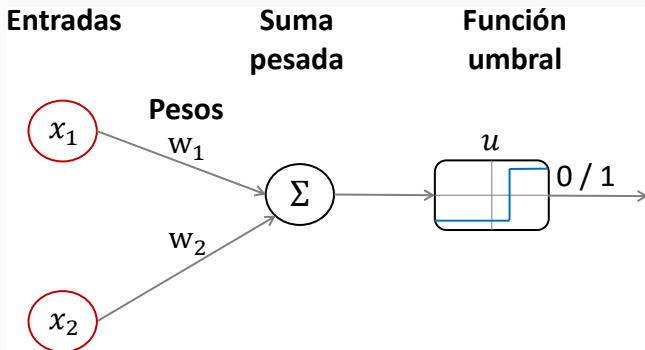 Entradas
Suma
pesada
Función
umbral
Pesos
x₁
w₁
u
0 / 1
Σ
w₂
x₂